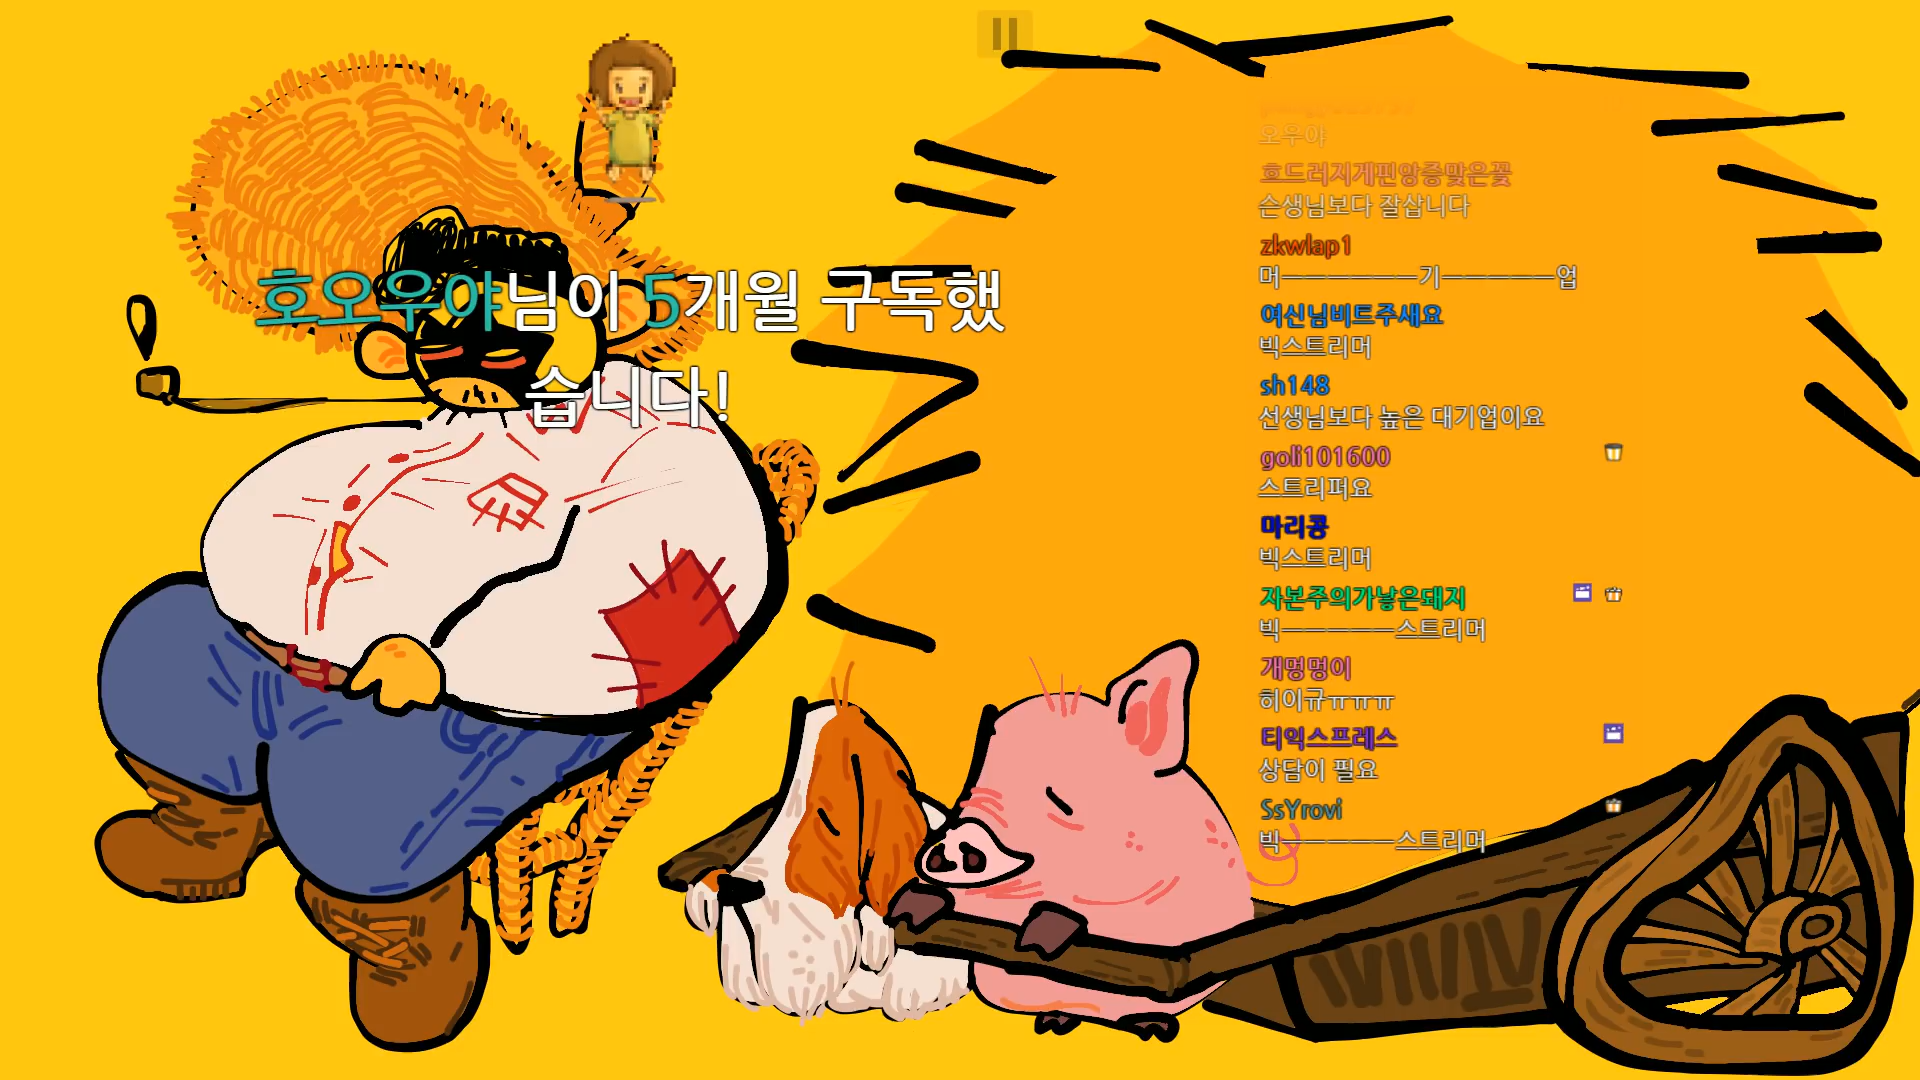 호오우야님이 5개월 구독했
습니다!
오우야
흐드러지게핀앙증맞은꽃
슨생님보다 잘삽니다
zkwlap1
머──────기─────업
여신님비트주새요
빅스트리머
sh148
선생님보다 높은 대기업이요
goli101600
스트리퍼요
마리콩
빅스트리머
자본주의가낳은돼지
빅─────스트리머
개멍멍이
히이규ㅠㅠㅠ
티익스프레스
상담이 필요
SsYrovi
빅─────스트리머